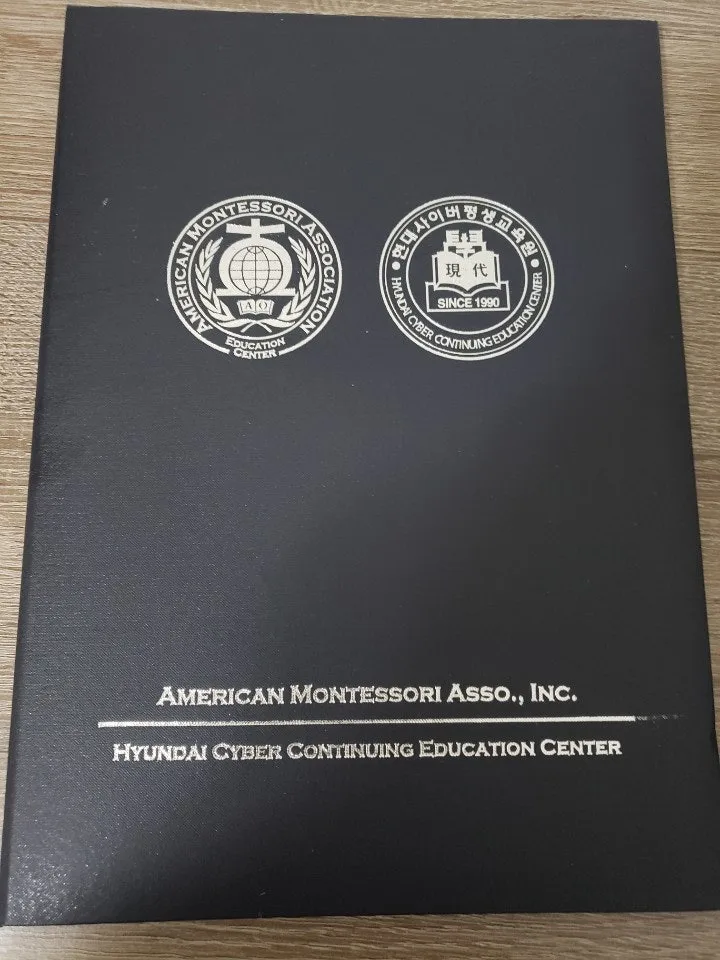 AMERICAN MONTESSORI ASSOCIATION
A O
EDUCATION
CENTER
현대사이버평생교육원
現代
SINCE 1990
HYUNDAI CYBER CONTINUING EDUCATION CENTER
AMERICAN MONTESSORI ASSO., INC.
HYUNDAI CYBER CONTINUING EDUCATION CENTER